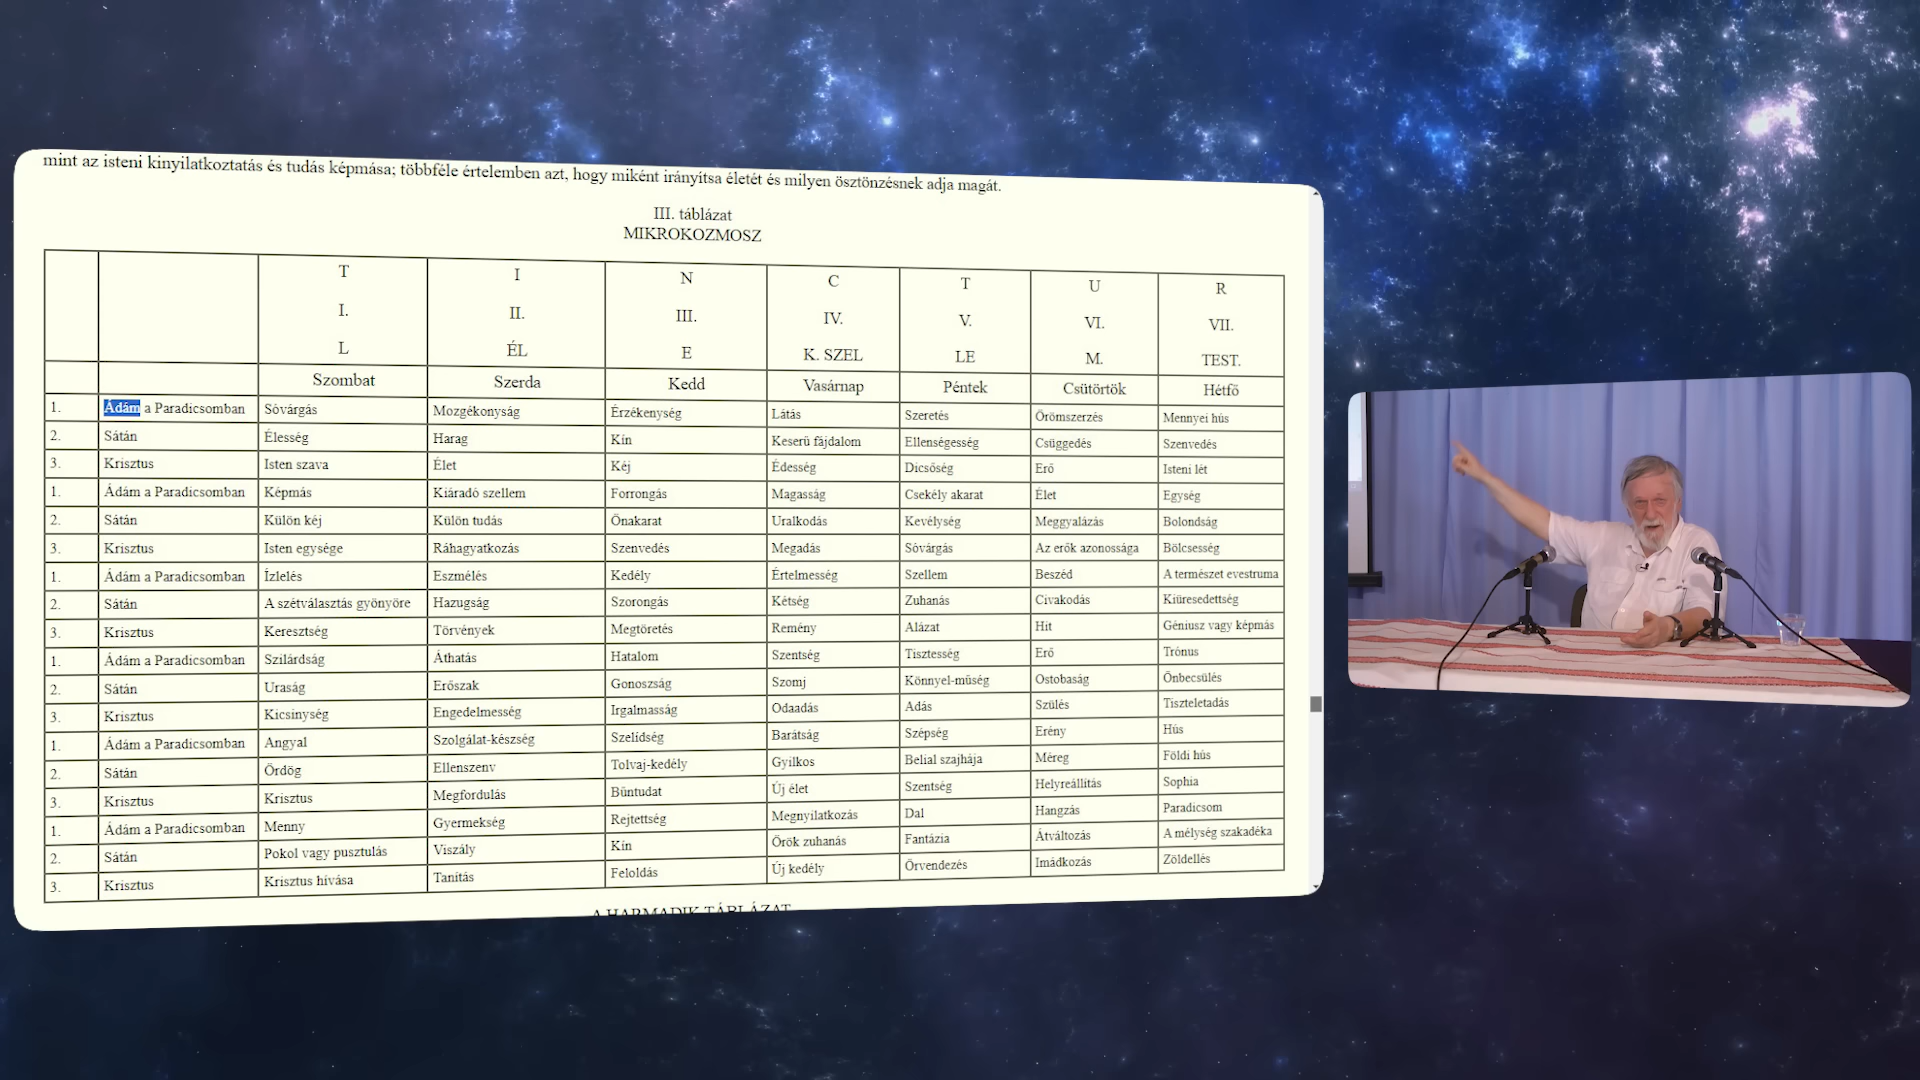 mint az isteni kinyilatkoztatás és tudás képmása; többféle értelemben azt, hogy miként irányítsa életét és milyen ösztönzésnek adja magát.
III. táblázat
MIKROKOZMOSZ
T I N C T U R
I. II. III. IV. V. VI. VII.
L ÉL E K. SZEL LE M. TEST.
Szombat Szerda Kedd Vasárnap Péntek Csütörtök Hétfő
1. Ádám a Paradicsomban Sóvárgás Mozgékonyság Érzékenység Látás Szeretés Örömszerzés Mennyei hús
2. Sátán Élesség Harag Kín Keserű fájdalom Ellenségesség Csüggedés Szenvedés
3. Krisztus Isten szava Élet Kéj Édesség Dicsőség Erő Isteni lét
1. Ádám a Paradicsomban Képmás Kiáradó szellem Forrongás Magasság Csekély akarat Élet Egység
2. Sátán Külön kéj Külön tudás Önakarat Uralkodás Kevélység Meggyalázás Bolondság
3. Krisztus Isten egysége Ráhagyatkozás Szenvedés Megadás Sóvárgás Az erők azonossága Bölcsesség
1. Ádám a Paradicsomban Ízlelés Eszmélés Kedély Értelmesség Szellem Beszéd A természet evestruma
2. Sátán A szétválasztás gyönyöre Hazugság Szorongás Kétség Zuhanás Civakodás Kiüresedettség
3. Krisztus Keresztség Törvények Megtöretés Remény Alázat Hit Géniusz vagy képmás
1. Ádám a Paradicsomban Szilárdság Áthatás Hatalom Szentség Tisztesség Erő Trónus
2. Sátán Uraság Erőszak Gonoszság Szomj Könnyel-műség Ostobaság Önbecsülés
3. Krisztus Kicsinység Engedelmesség Irgalmasság Odaadás Adás Szülés Tiszteletadás
1. Ádám a Paradicsomban Angyal Szolgálat-készség Szelídség Barátság Szépség Erény Hús
2. Sátán Ördög Ellenszenv Tolvaj-kedély Gyilkos Belial szajhája Méreg Földi hús
3. Krisztus Krisztus Megfordulás Bűntudat Új élet Szentség Helyreállítás Sophia
1. Ádám a Paradicsomban Menny Gyermekség Rejtettség Megnyilatkozás Dal Hangzás Paradicsom
2. Sátán Pokol vagy pusztulás Viszály Kín Örök zuhanás Fantázia Átváltozás A mélység szakadéka
3. Krisztus Krisztus hívása Tanítás Feloldás Új kedély Örvendezés Imádkozás Zöldellés
A HARMADIK TÁBLÁZAT